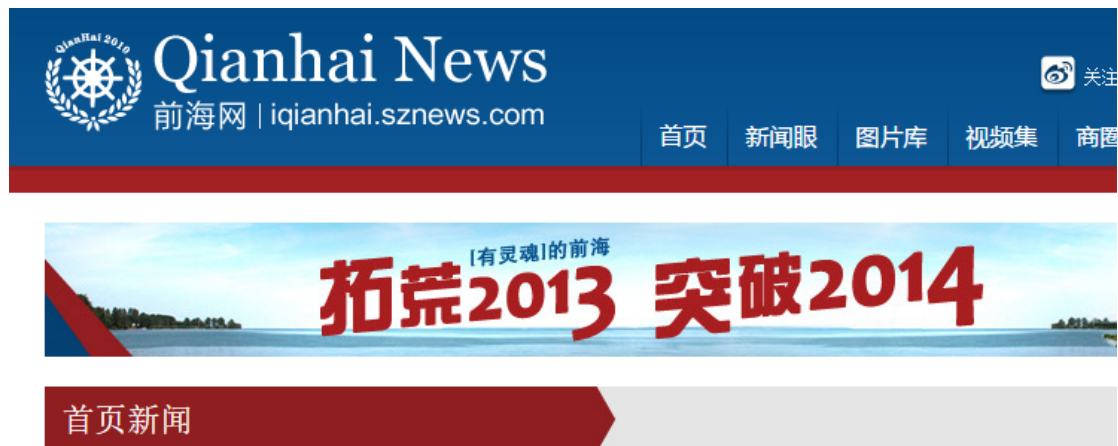 QianHai 2010
Qianhai News
前海网 | iqianhai.sznews.com
关注
首页 新闻眼 图片库 视频集 商圈
[有灵魂]的前海
拓荒2013 突破2014
首页新闻